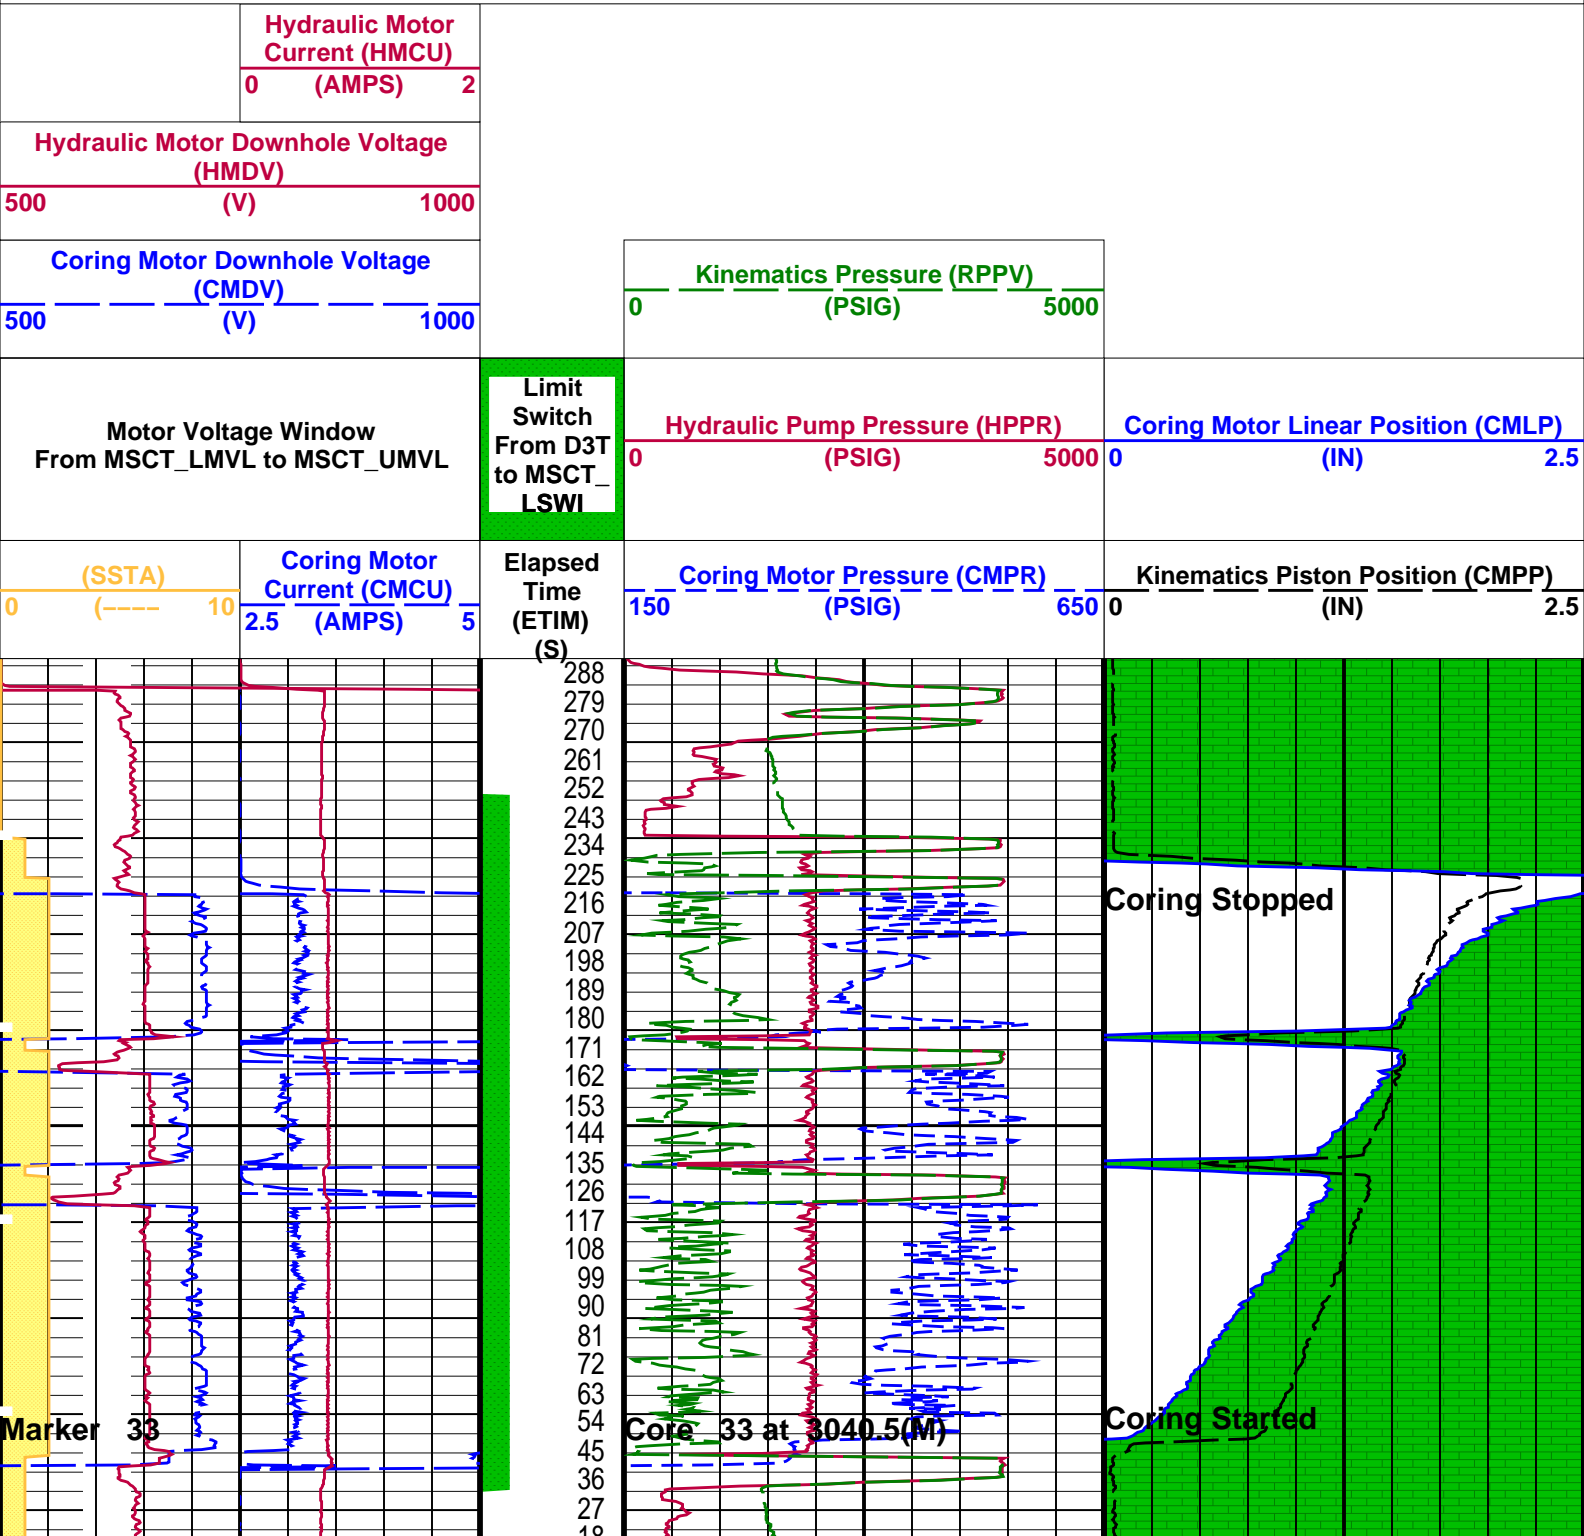 Hydraulic Motor
Current (HMCU)
0 (AMPS) 2
Hydraulic Motor Downhole Voltage
(HMDV)
500 (V) 1000
Coring Motor Downhole Voltage
(CMDV)
500 (V) 1000
Kinematics Pressure (RPPV)
0 (PSIG) 5000
Motor Voltage Window
From MSCT_LMVL to MSCT_UMVL
Limit
Switch
From D3T
to MSCT_
LSWI
Hydraulic Pump Pressure (HPPR)
0 (PSIG) 5000
Coring Motor Linear Position (CMLP)
0 (IN) 2.5
(SSTA)
0 (---- 10
Coring Motor
Current (CMCU)
2.5 (AMPS) 5
Elapsed
Time
(ETIM)
(S)
Coring Motor Pressure (CMPR)
150 (PSIG) 650
Kinematics Piston Position (CMPP)
0 (IN) 2.5
288
279
270
261
252
243
234
225
Coring Stopped
216
207
198
189
180
171
162
153
144
135
126
117
108
99
90
81
72
63
54
Coring Started
Marker 33
Core 33 at 3040.5(M)
45
36
27
18